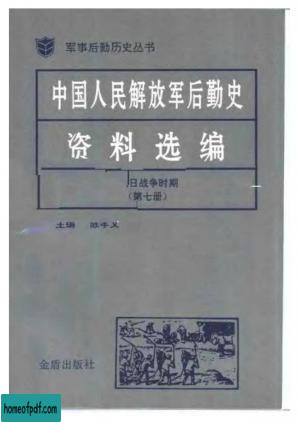 军事后勤历史丛书
中国人民解放军后勤史
资料选编
日战争时期
(第七册)
主编
金盾出版社
homeofpdf.com